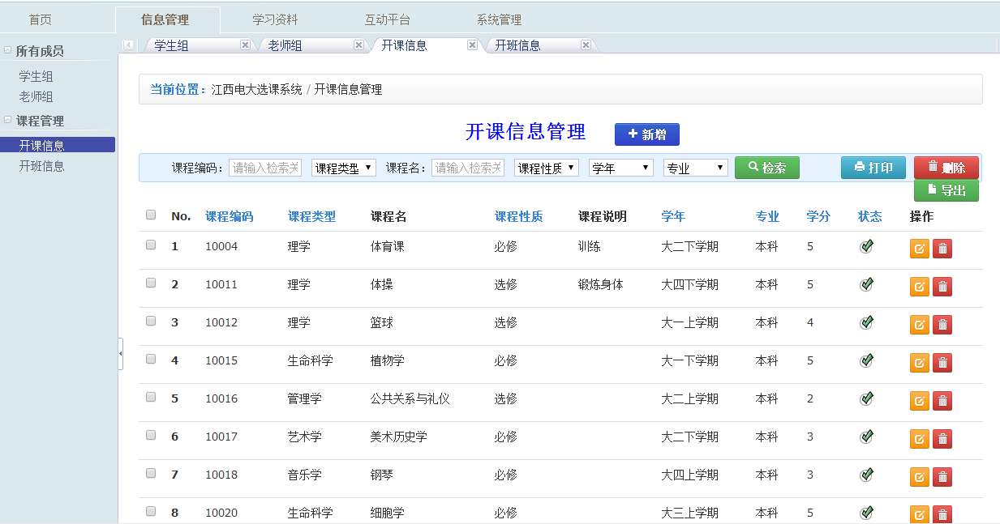 首页 信息管理 学习资料 互动平台 系统管理
学生组 老师组 开课信息 开班信息
所有成员
学生组
老师组
课程管理
开课信息
开班信息
当前位置：江西电大选课系统 / 开课信息管理
开课信息管理 新增
课程编码： 请输入检索关 课程类型 课程名： 请输入检索关 课程性质 学年 专业 检索 打印 删除
导出
No. 课程编码 课程类型 课程名 课程性质 课程说明 学年 专业 学分 状态 操作
1 10004 理学 体育课 必修 训练 大二下学期 本科 5
2 10011 理学 体操 选修 锻炼身体 大四下学期 本科 5
3 10012 理学 篮球 选修 大一上学期 本科 4
4 10015 生命科学 植物学 必修 大一下学期 本科 5
5 10016 管理学 公共关系与礼仪 选修 大二上学期 本科 2
6 10017 艺术学 美术历史学 必修 大二下学期 本科 3
7 10018 音乐学 钢琴 必修 大四上学期 本科 3
8 10020 生命科学 细胞学 必修 大三上学期 本科 5